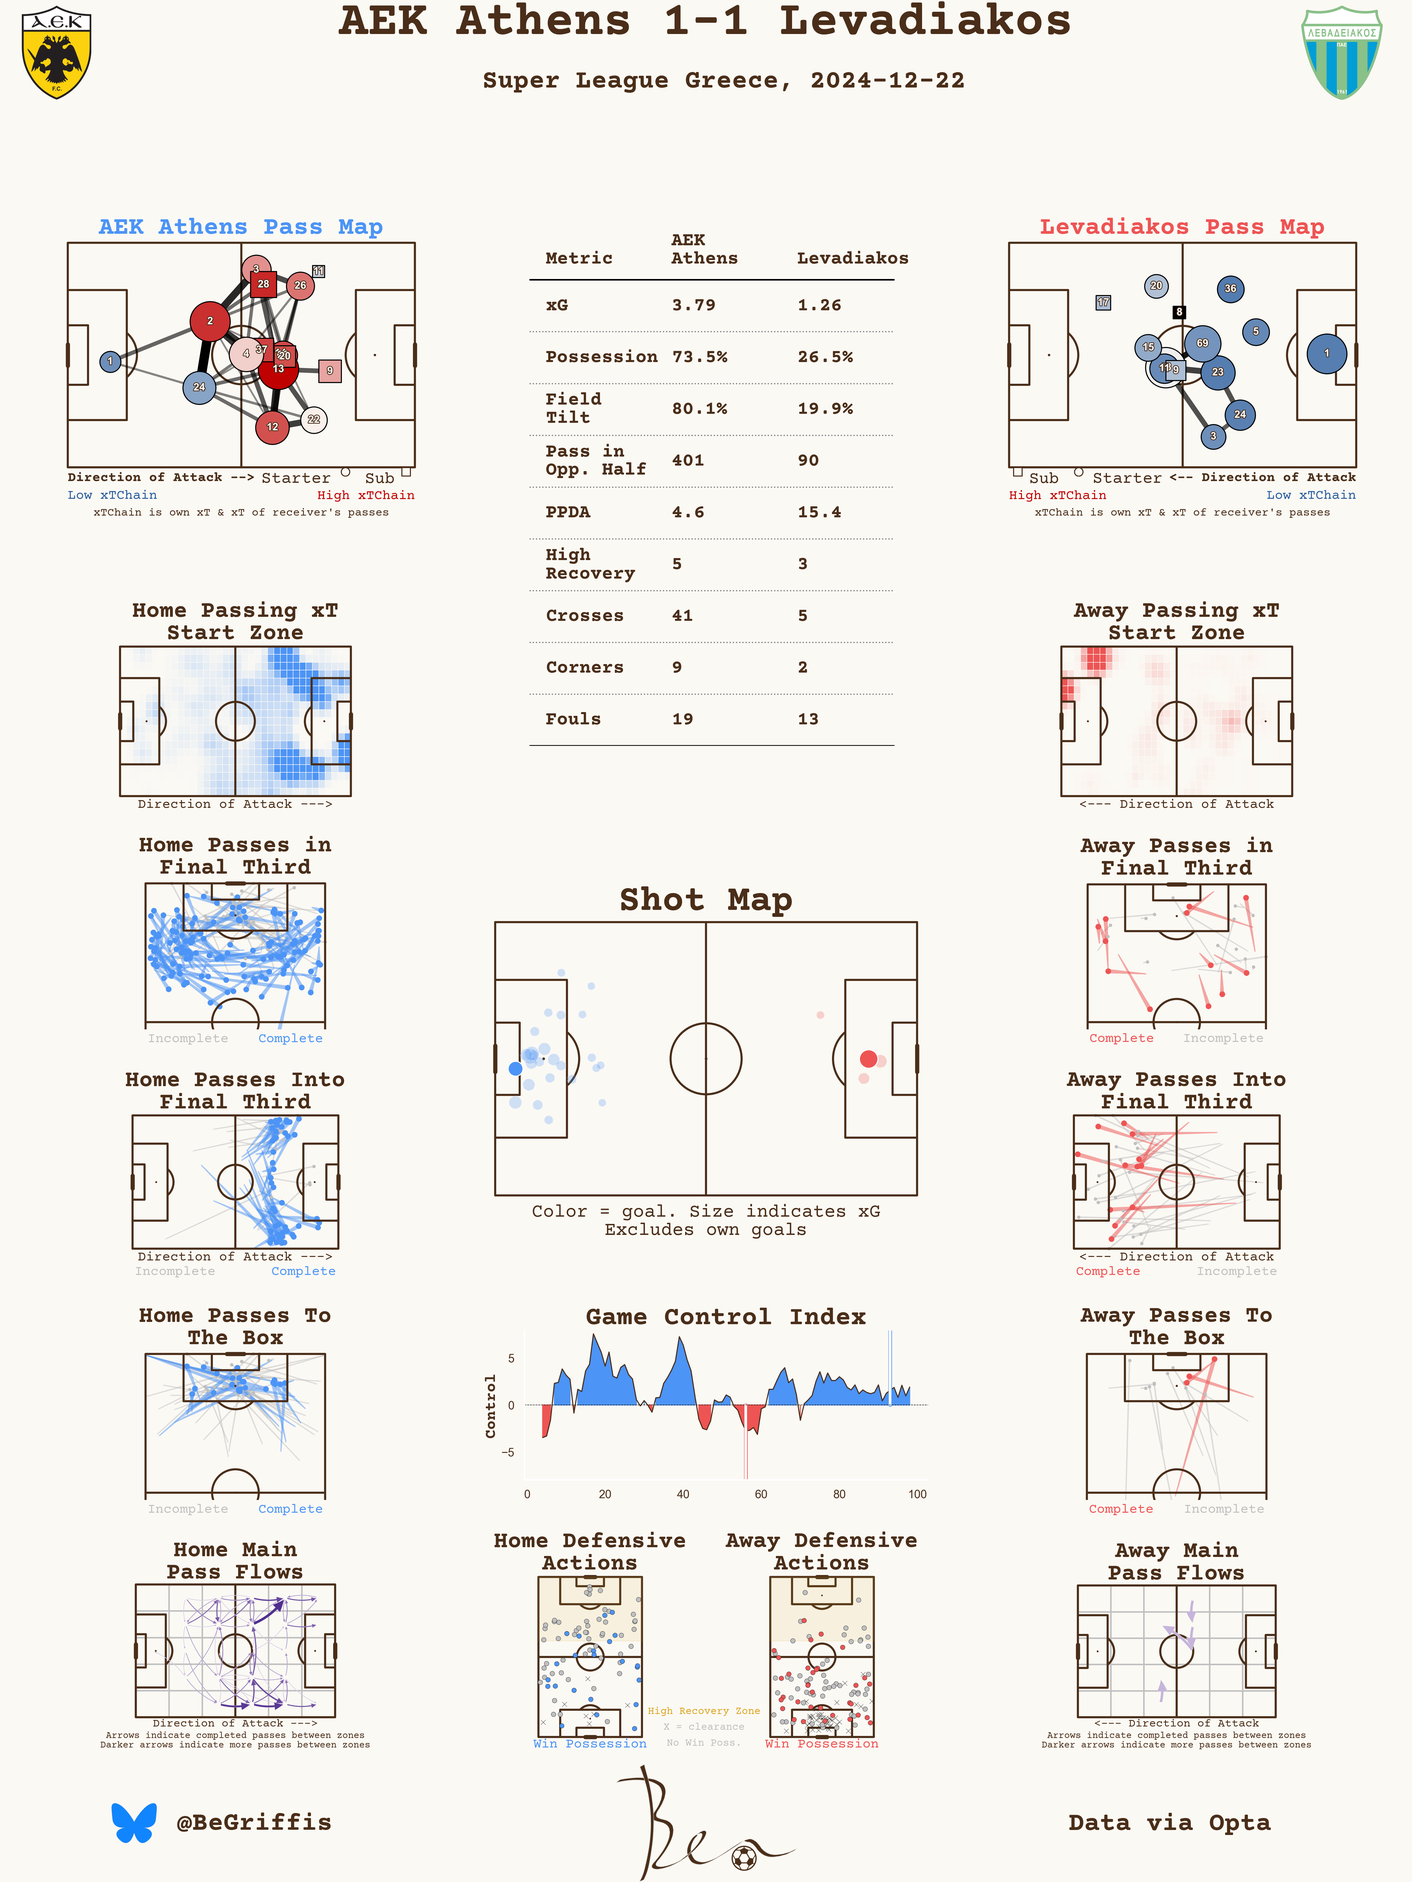 AEK Athens 1-1 Levadiakos
Super League Greece, 2024-12-22
Α.Ε.Κ
F.C.
ΛΕΒΑΔΕΙΑΚΟΣ
ΠΑΕ
1961
AEK Athens Pass Map
3
28
26
11
2
37
4
20
13
9
1
24
12
22
Direction of Attack --> Starter Sub
Low xTChain High xTChain
xTChain is own xT & xT of receiver's passes
Metric AEK Athens Levadiakos
xG 3.79 1.26
Possession 73.5% 26.5%
Field Tilt 80.1% 19.9%
Pass in Opp. Half 401 90
PPDA 4.6 15.4
High Recovery 5 3
Crosses 41 5
Corners 9 2
Fouls 19 13
Levadiakos Pass Map
20
36
17
8
5
15
69
1
11
9
23
24
3
Sub Starter <-- Direction of Attack
High xTChain Low xTChain
xTChain is own xT & xT of receiver's passes
Home Passing xT
Start Zone
Direction of Attack --->
Away Passing xT
Start Zone
<--- Direction of Attack
Home Passes in
Final Third
Incomplete Complete
Away Passes in
Final Third
Complete Incomplete
Shot Map
Color = goal. Size indicates xG
Excludes own goals
Home Passes Into
Final Third
Direction of Attack --->
Incomplete Complete
Away Passes Into
Final Third
<--- Direction of Attack
Complete Incomplete
Home Passes To
The Box
Incomplete Complete
Game Control Index
Control
5
0
−5
0 20 40 60 80 100
Away Passes To
The Box
Complete Incomplete
Home Main
Pass Flows
Direction of Attack --->
Arrows indicate completed passes between zones
Darker arrows indicate more passes between zones
Home Defensive
Actions
Win Possession
High Recovery Zone
X = clearance
No Win Poss.
Away Defensive
Actions
Win Possession
Away Main
Pass Flows
<--- Direction of Attack
Arrows indicate completed passes between zones
Darker arrows indicate more passes between zones
@BeGriffis
Ben
Data via Opta